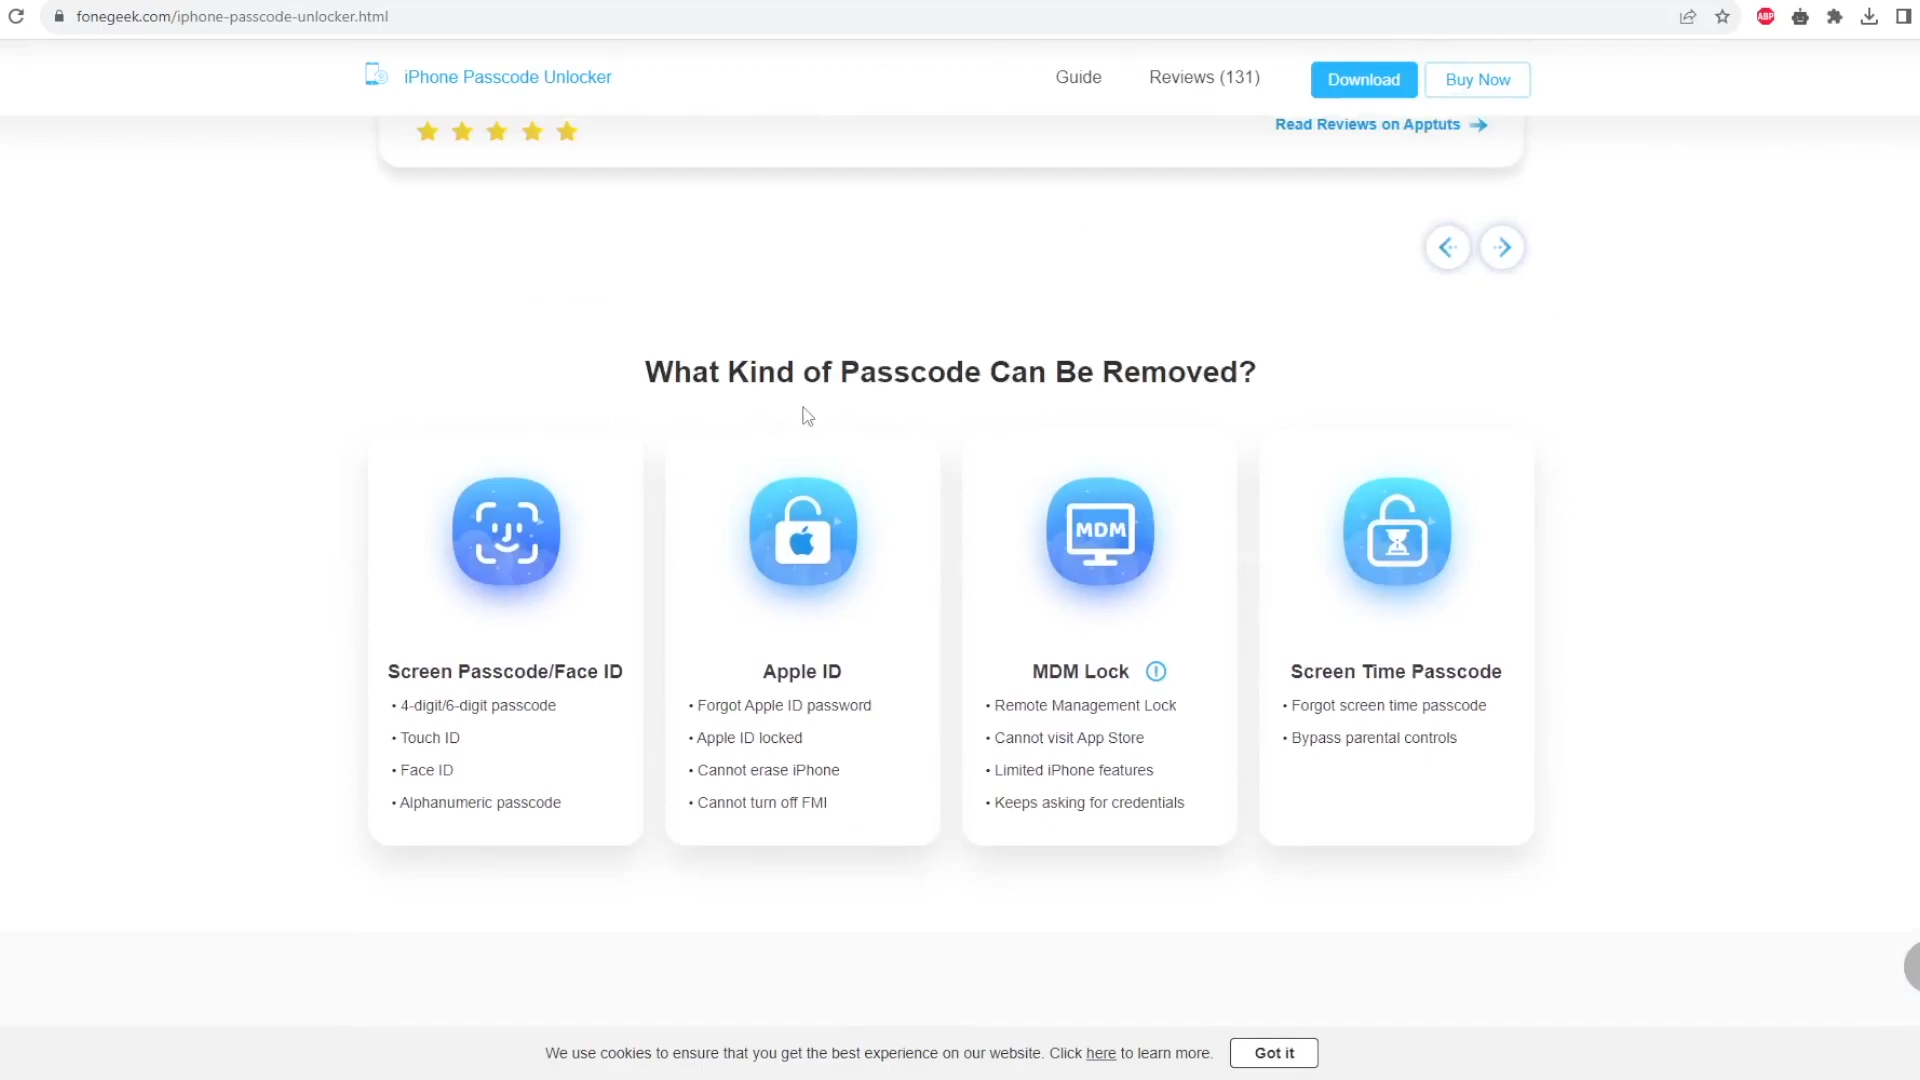 fonegeek.com/iphone-passcode-unlocker.html
ABP
iPhone Passcode Unlocker
Guide
Reviews (131)
Download
Buy Now
Read Reviews on Apptuts
What Kind of Passcode Can Be Removed?
MDM
Screen Passcode/Face ID
• 4-digit/6-digit passcode
• Touch ID
• Face ID
• Alphanumeric passcode
Apple ID
• Forgot Apple ID password
• Apple ID locked
• Cannot erase iPhone
• Cannot turn off FMI
MDM Lock
• Remote Management Lock
• Cannot visit App Store
• Limited iPhone features
• Keeps asking for credentials
Screen Time Passcode
• Forgot screen time passcode
• Bypass parental controls
We use cookies to ensure that you get the best experience on our website. Click here to learn more.
Got it